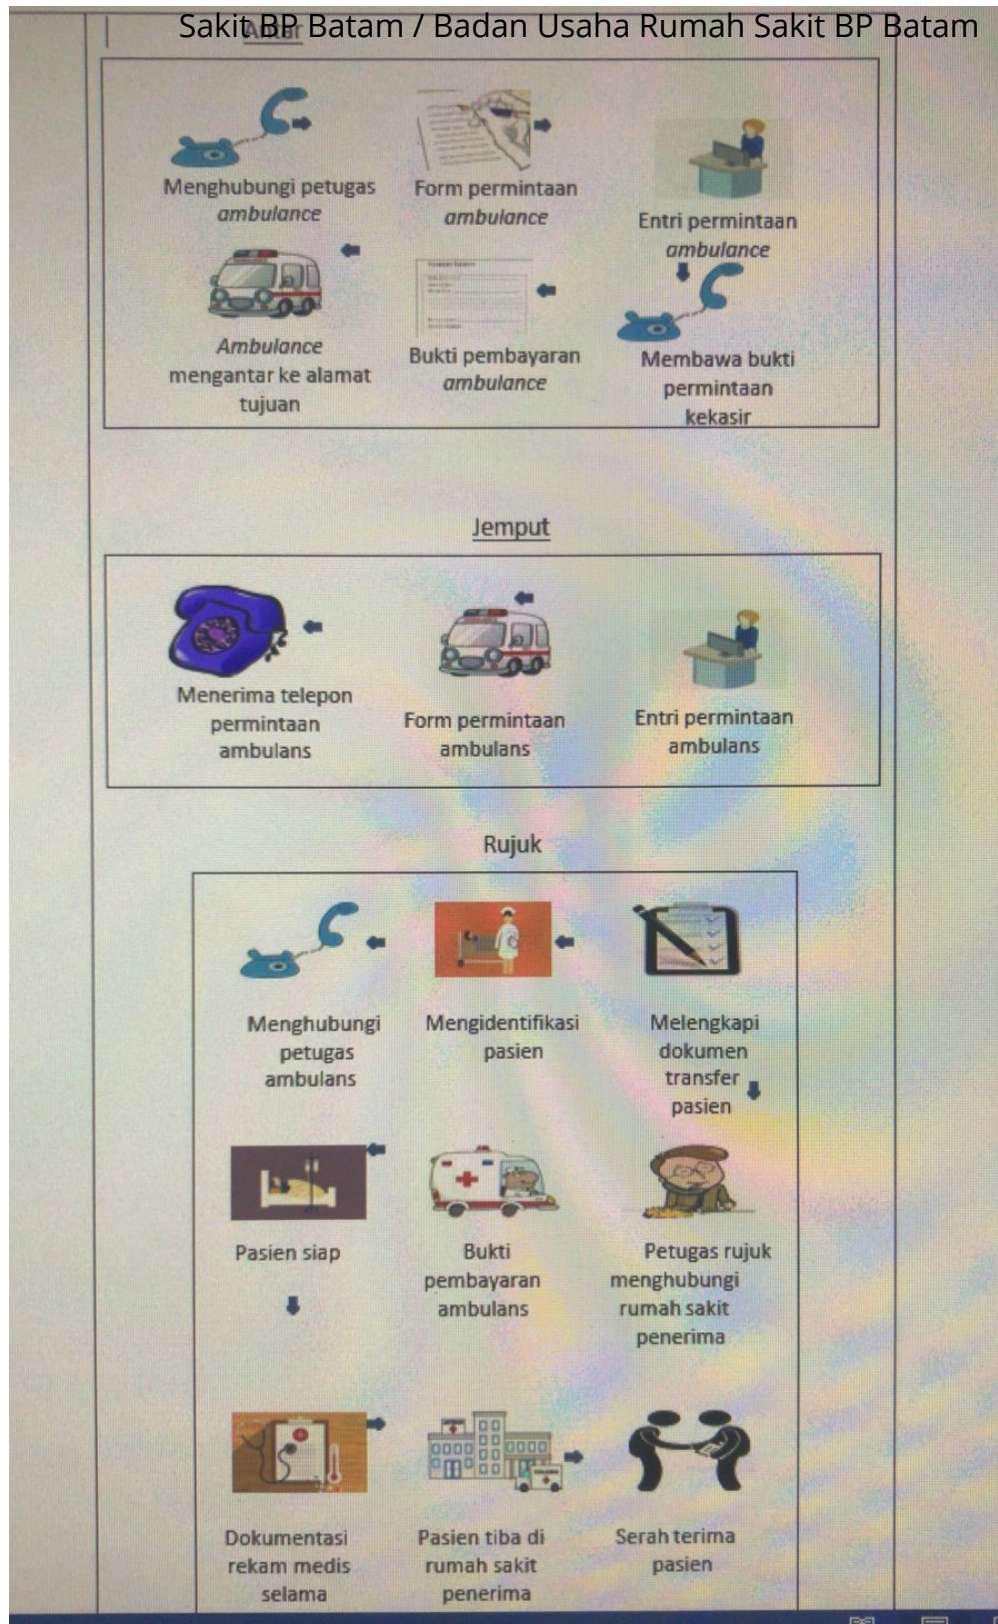 Sakit BP Batam / Badan Usaha Rumah Sakit BP Batam
Antar
Menghubungi petugas
ambulance
Form permintaan
ambulance
Entri permintaan
ambulance
Ambulance
mengantar ke alamat
tujuan
Bukti pembayaran
ambulance
Membawa bukti
permintaan
kekasir
Jemput
Menerima telepon
permintaan
ambulans
Form permintaan
ambulans
Entri permintaan
ambulans
Rujuk
Menghubungi
petugas
ambulans
Mengidentifikasi
pasien
Melengkapi
dokumen
transfer
pasien
Pasien siap
Bukti
pembayaran
ambulans
Petugas rujuk
menghubungi
rumah sakit
penerima
Dokumentasi
rekam medis
selama
Pasien tiba di
rumah sakit
penerima
Serah terima
pasien